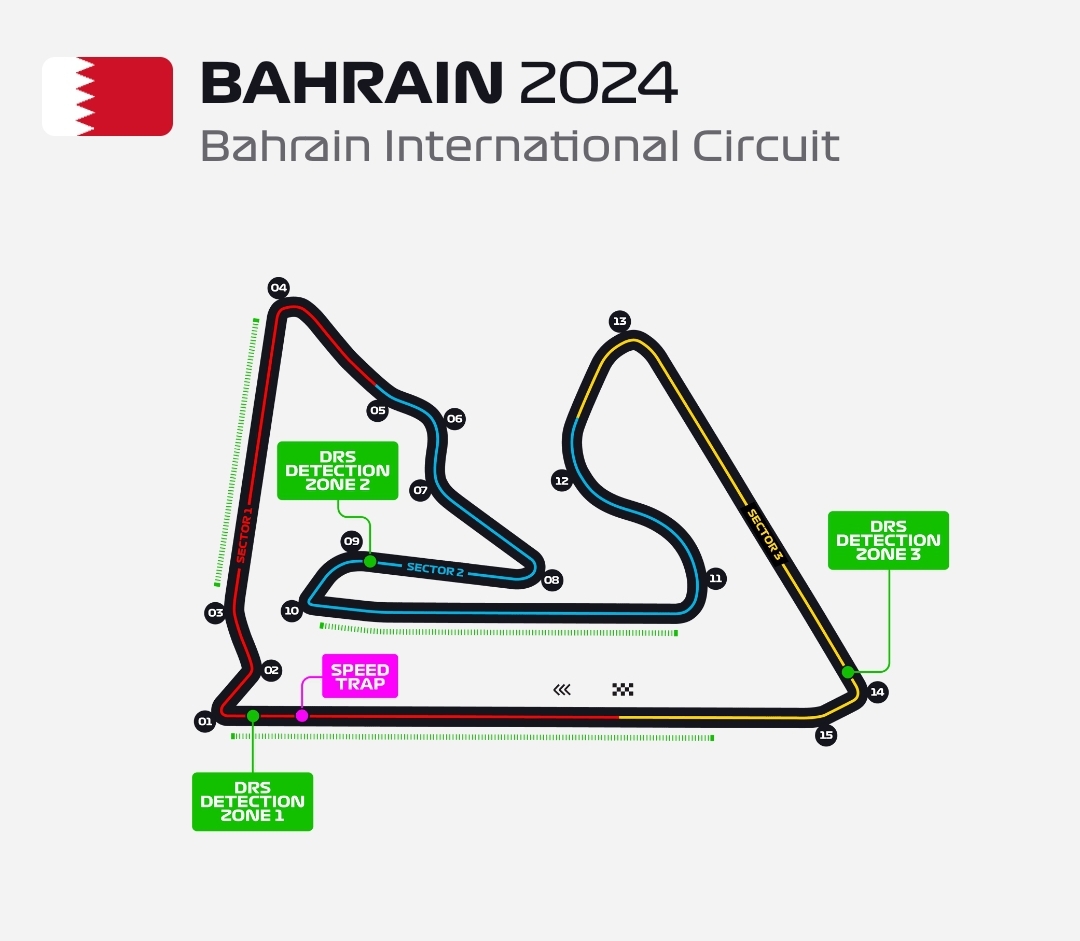 BAHRAIN 2024
Bahrain International Circuit
04
13
05
06
DRS
DETECTION
ZONE 2
07
12
SECTOR 1
SECTOR 3
DRS
DETECTION
ZONE 3
09
SECTOR 2
08
11
10
03
02
SPEED
TRAP
14
01
15
DRS
DETECTION
ZONE 1